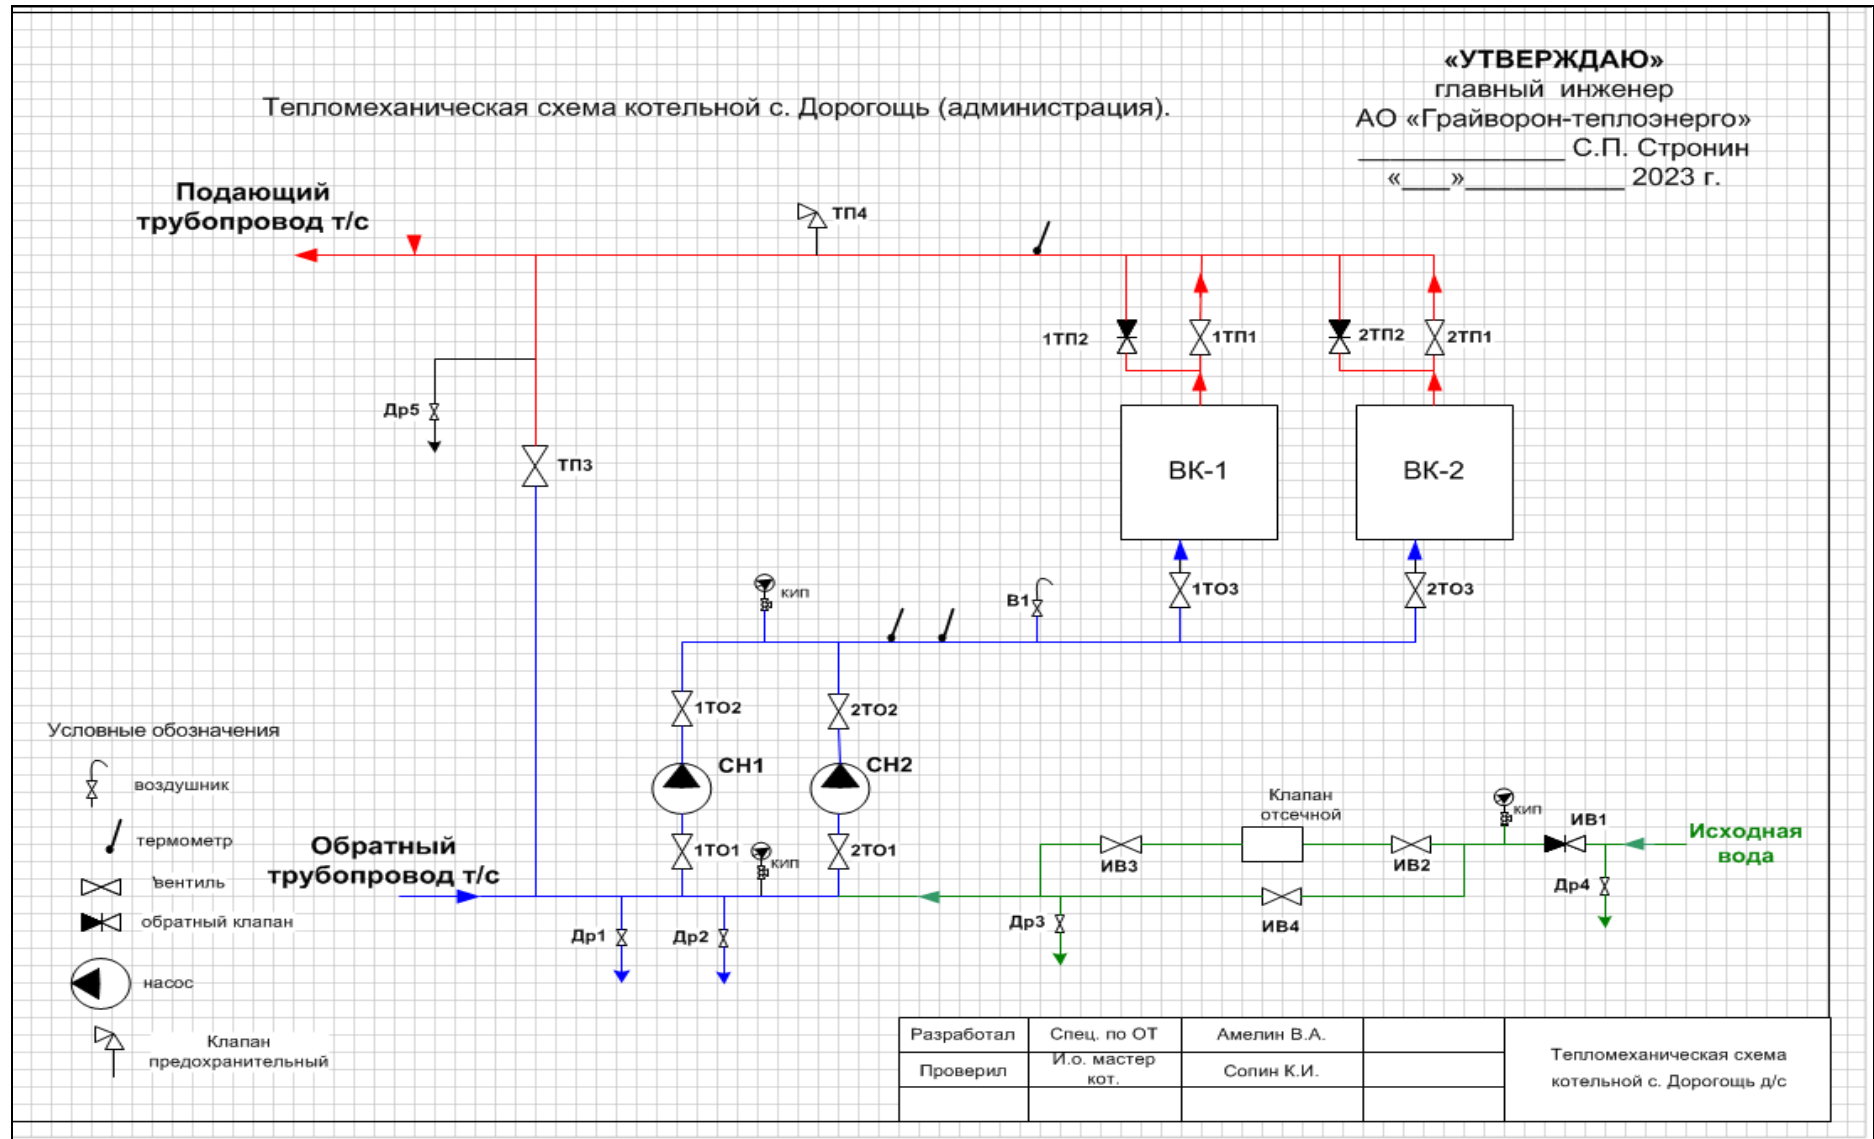 «УТВЕРЖДАЮ»
главный инженер
АО «Грайворон-теплоэнерго»
_____________ С.П. Стронин
«___»__________ 2023 г.
Тепломеханическая схема котельной с. Дорогощь (администрация).
Подающий
трубопровод т/с
ТП4
1ТП2
1ТП1
2ТП2
2ТП1
Др5
ТП3
ВК-1
ВК-2
кип
В1
1ТО3
2ТО3
1ТО2
2ТО2
Условные обозначения
воздушник
термометр
вентиль
обратный клапан
насос
Клапан
предохранительный
СН1
СН2
Обратный
трубопровод т/с
1ТО1
кип
2ТО1
Др1
Др2
Клапан
отсечной
кип
ИВ1
Исходная
вода
ИВ3
ИВ2
Др4
Др3
ИВ4
Разработал
Спец. по ОТ
Амелин В.А.
Проверил
И.о. мастер
кот.
Сопин К.И.
Тепломеханическая схема
котельной с. Дорогощь д/с